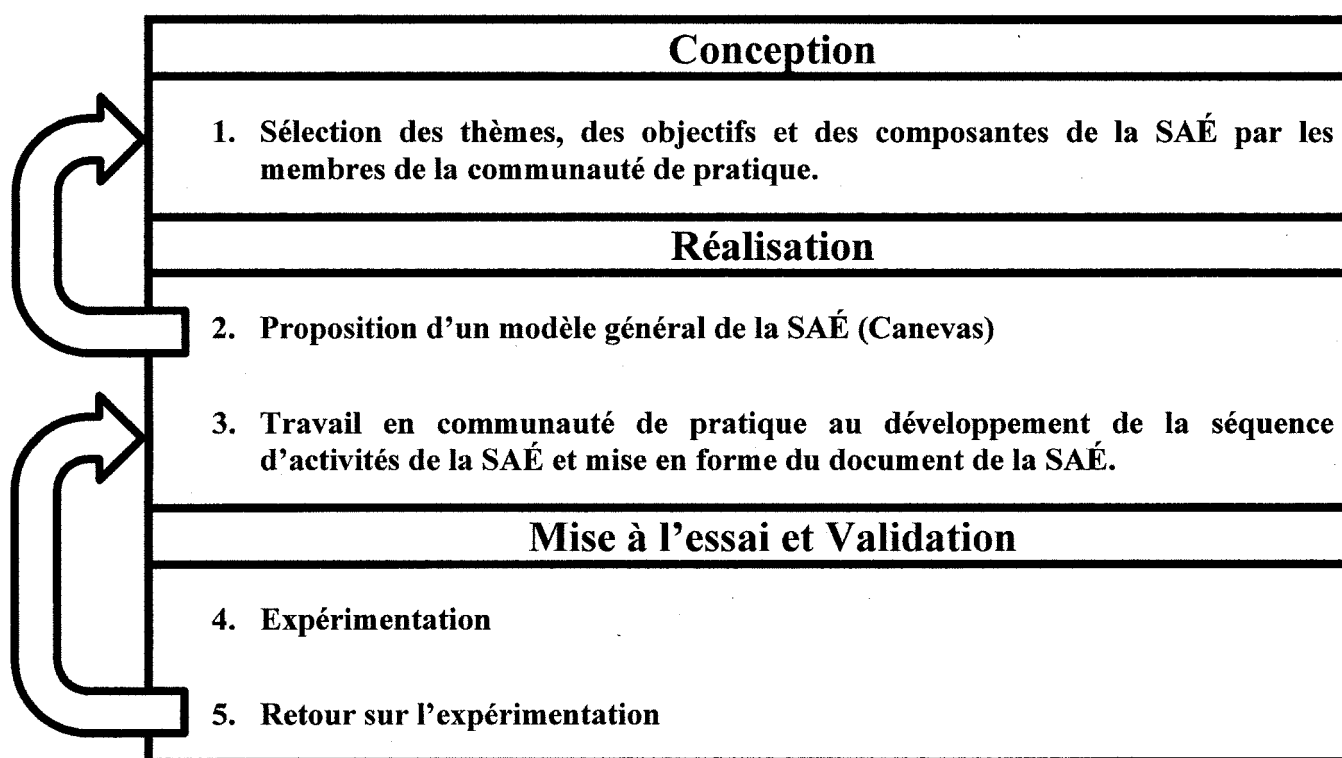 Conception
1. Sélection des thèmes, des objectifs et des composantes de la SAÉ par les
membres de la communauté de pratique.
Réalisation
2. Proposition d'un modèle général de la SAÉ (Canevas)
3. Travail en communauté de pratique au développement de la séquence
d'activités de la SAÉ et mise en forme du document de la SAÉ.
Mise à l'essai et Validation
4. Expérimentation
5. Retour sur l'expérimentation